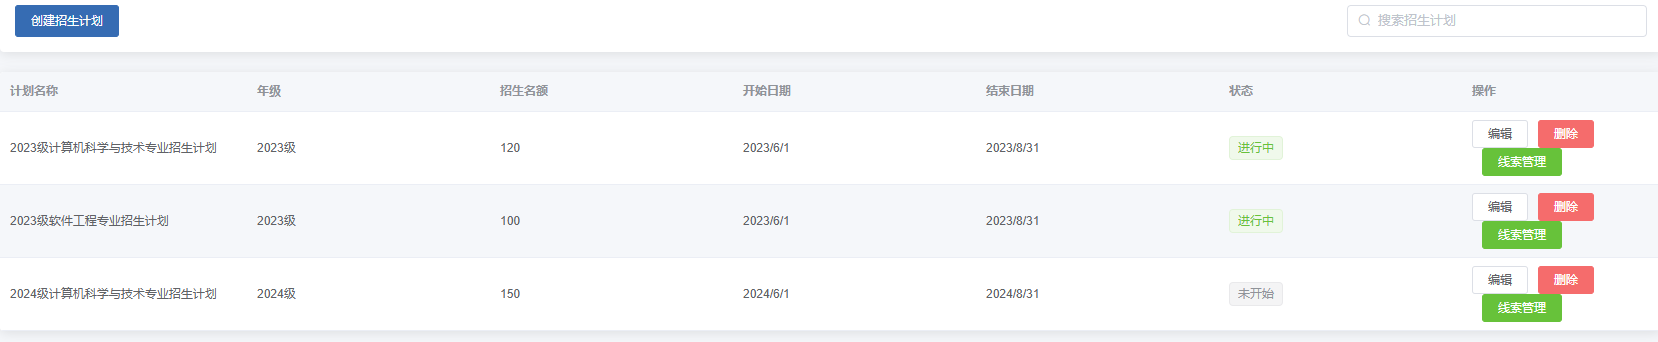 创建招生计划 搜索招生计划
计划名称 年级 招生名额 开始日期 结束日期 状态 操作
2023级计算机科学与技术专业招生计划 2023级 120 2023/6/1 2023/8/31 进行中 编辑 删除
线索管理
2023级软件工程专业招生计划 2023级 100 2023/6/1 2023/8/31 进行中 编辑 删除
线索管理
2024级计算机科学与技术专业招生计划 2024级 150 2024/6/1 2024/8/31 未开始 编辑 删除
线索管理